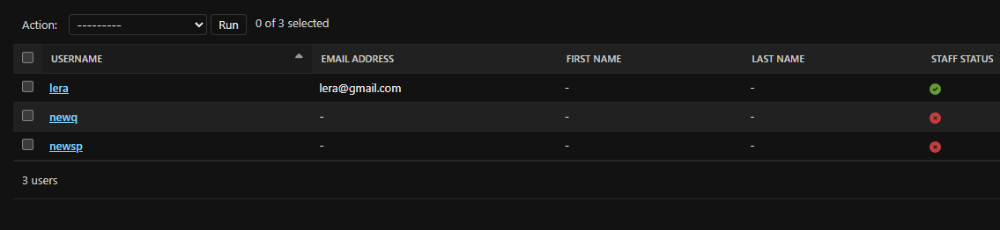 Action: --------- Run 0 of 3 selected
USERNAME EMAIL ADDRESS FIRST NAME LAST NAME STAFF STATUS
lera lera@gmail.com - -
newq - - -
newsp - - -
3 users